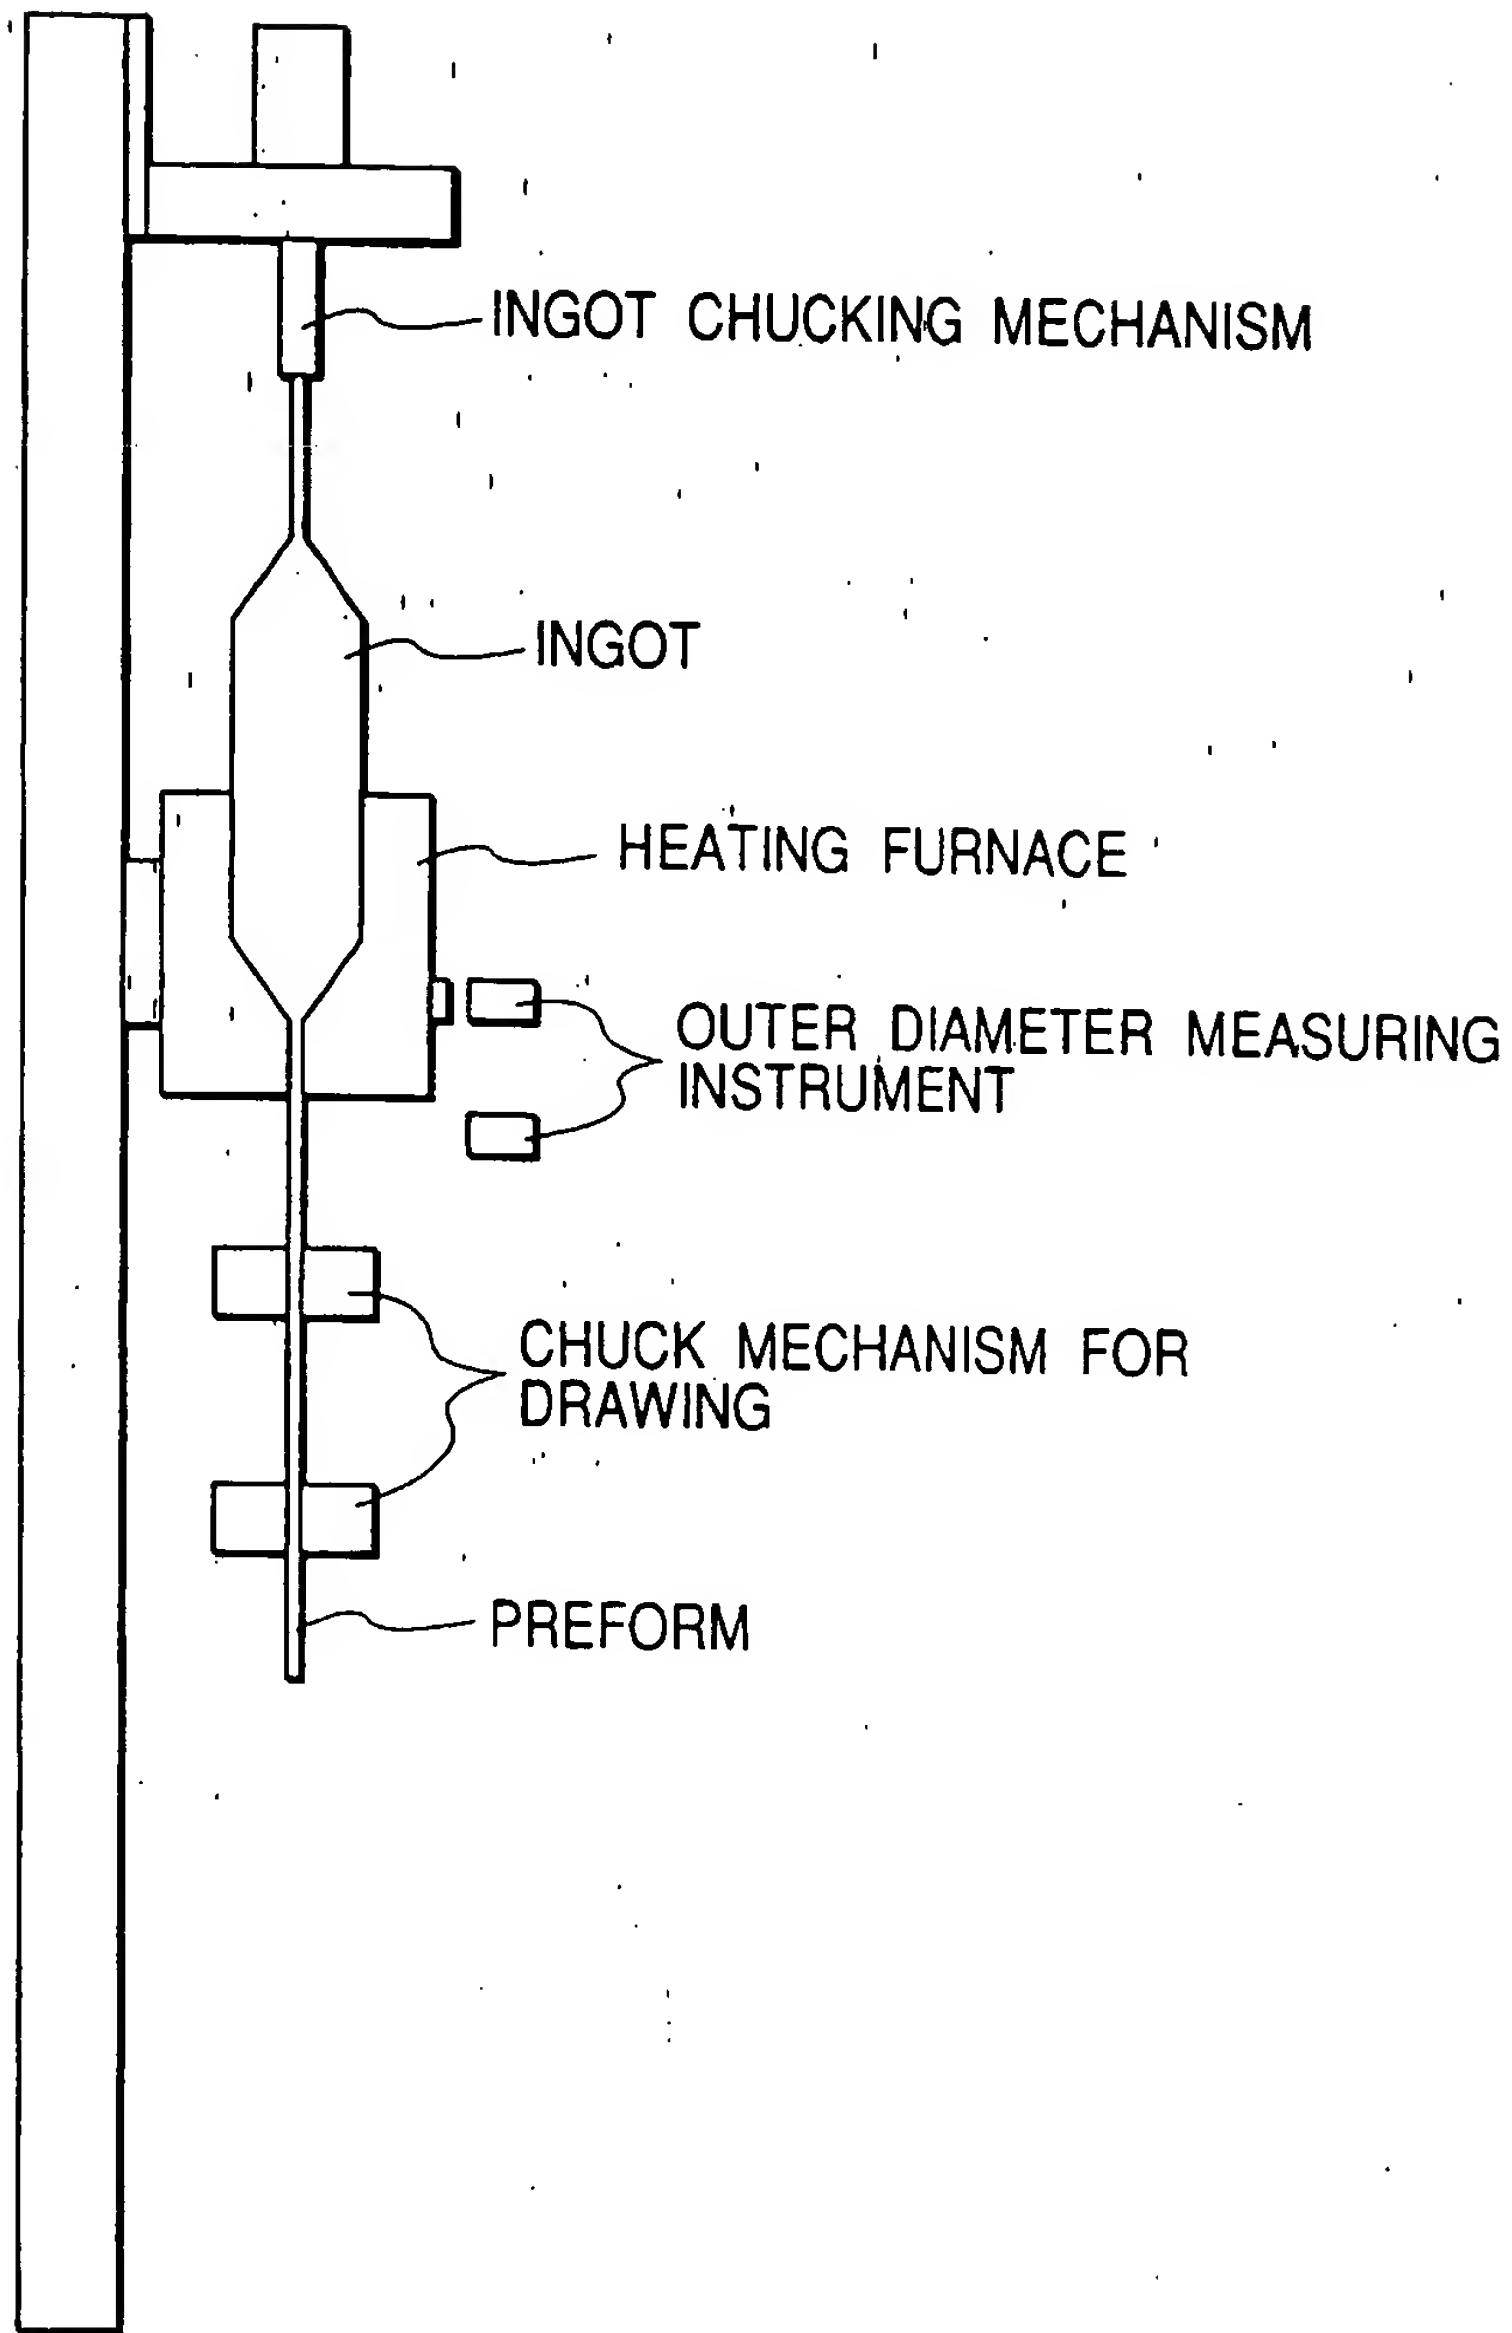 INGOT CHUCKING MECHANISM
INGOT
HEATING FURNACE
OUTER DIAMETER MEASURING
INSTRUMENT
CHUCK MECHANISM FOR
DRAWING
PREFORM